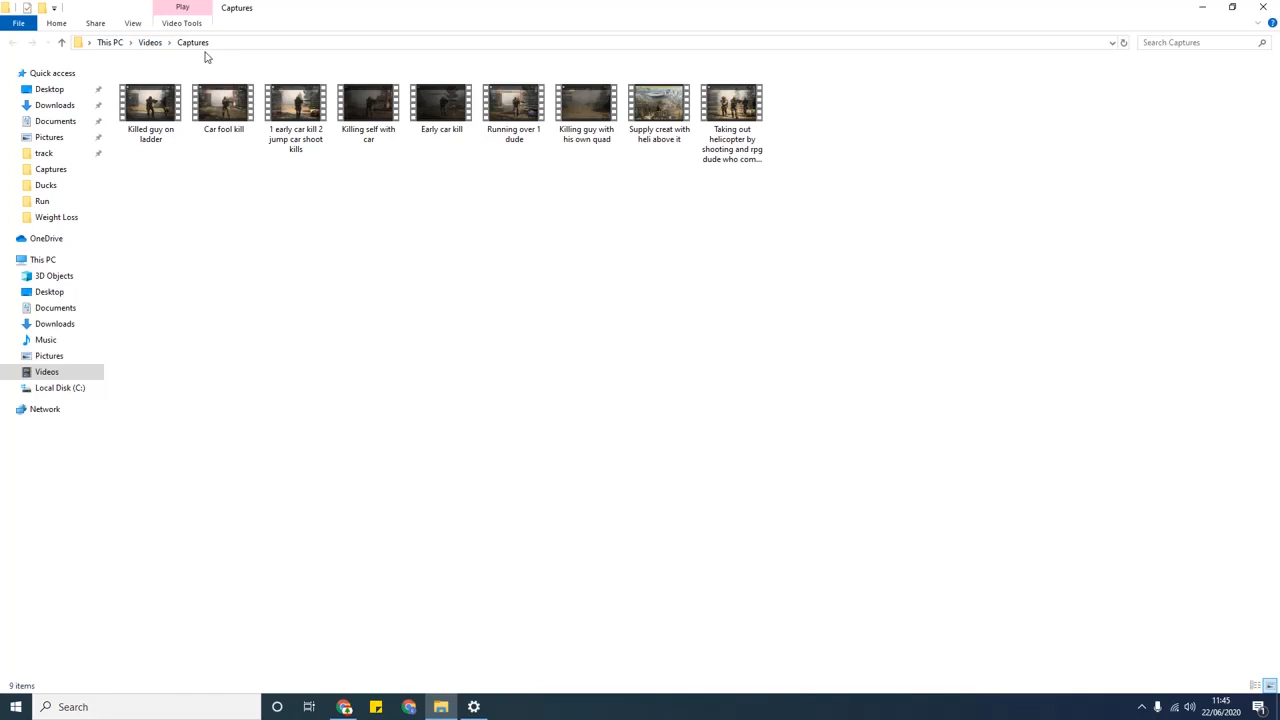 Play
Captures
File
Home
Share
View
Video Tools
This PC
Videos
Captures
Search Captures
Quick access
Desktop
Downloads
Documents
Pictures
track
Captures
Ducks
Run
Weight Loss
OneDrive
This PC
3D Objects
Desktop
Documents
Downloads
Music
Pictures
Videos
Local Disk (C:)
Network
Killed guy on
ladder
Car fool kill
1 early car kill 2
jump car shoot
kills
Killing self with
car
Early car kill
Running over 1
dude
Killing guy with
his own quad
Supply creat with
heli above it
Taking out
helicopter by
shooting and rpg
dude who com...
9 items
Search
11:45
22/06/2020
1